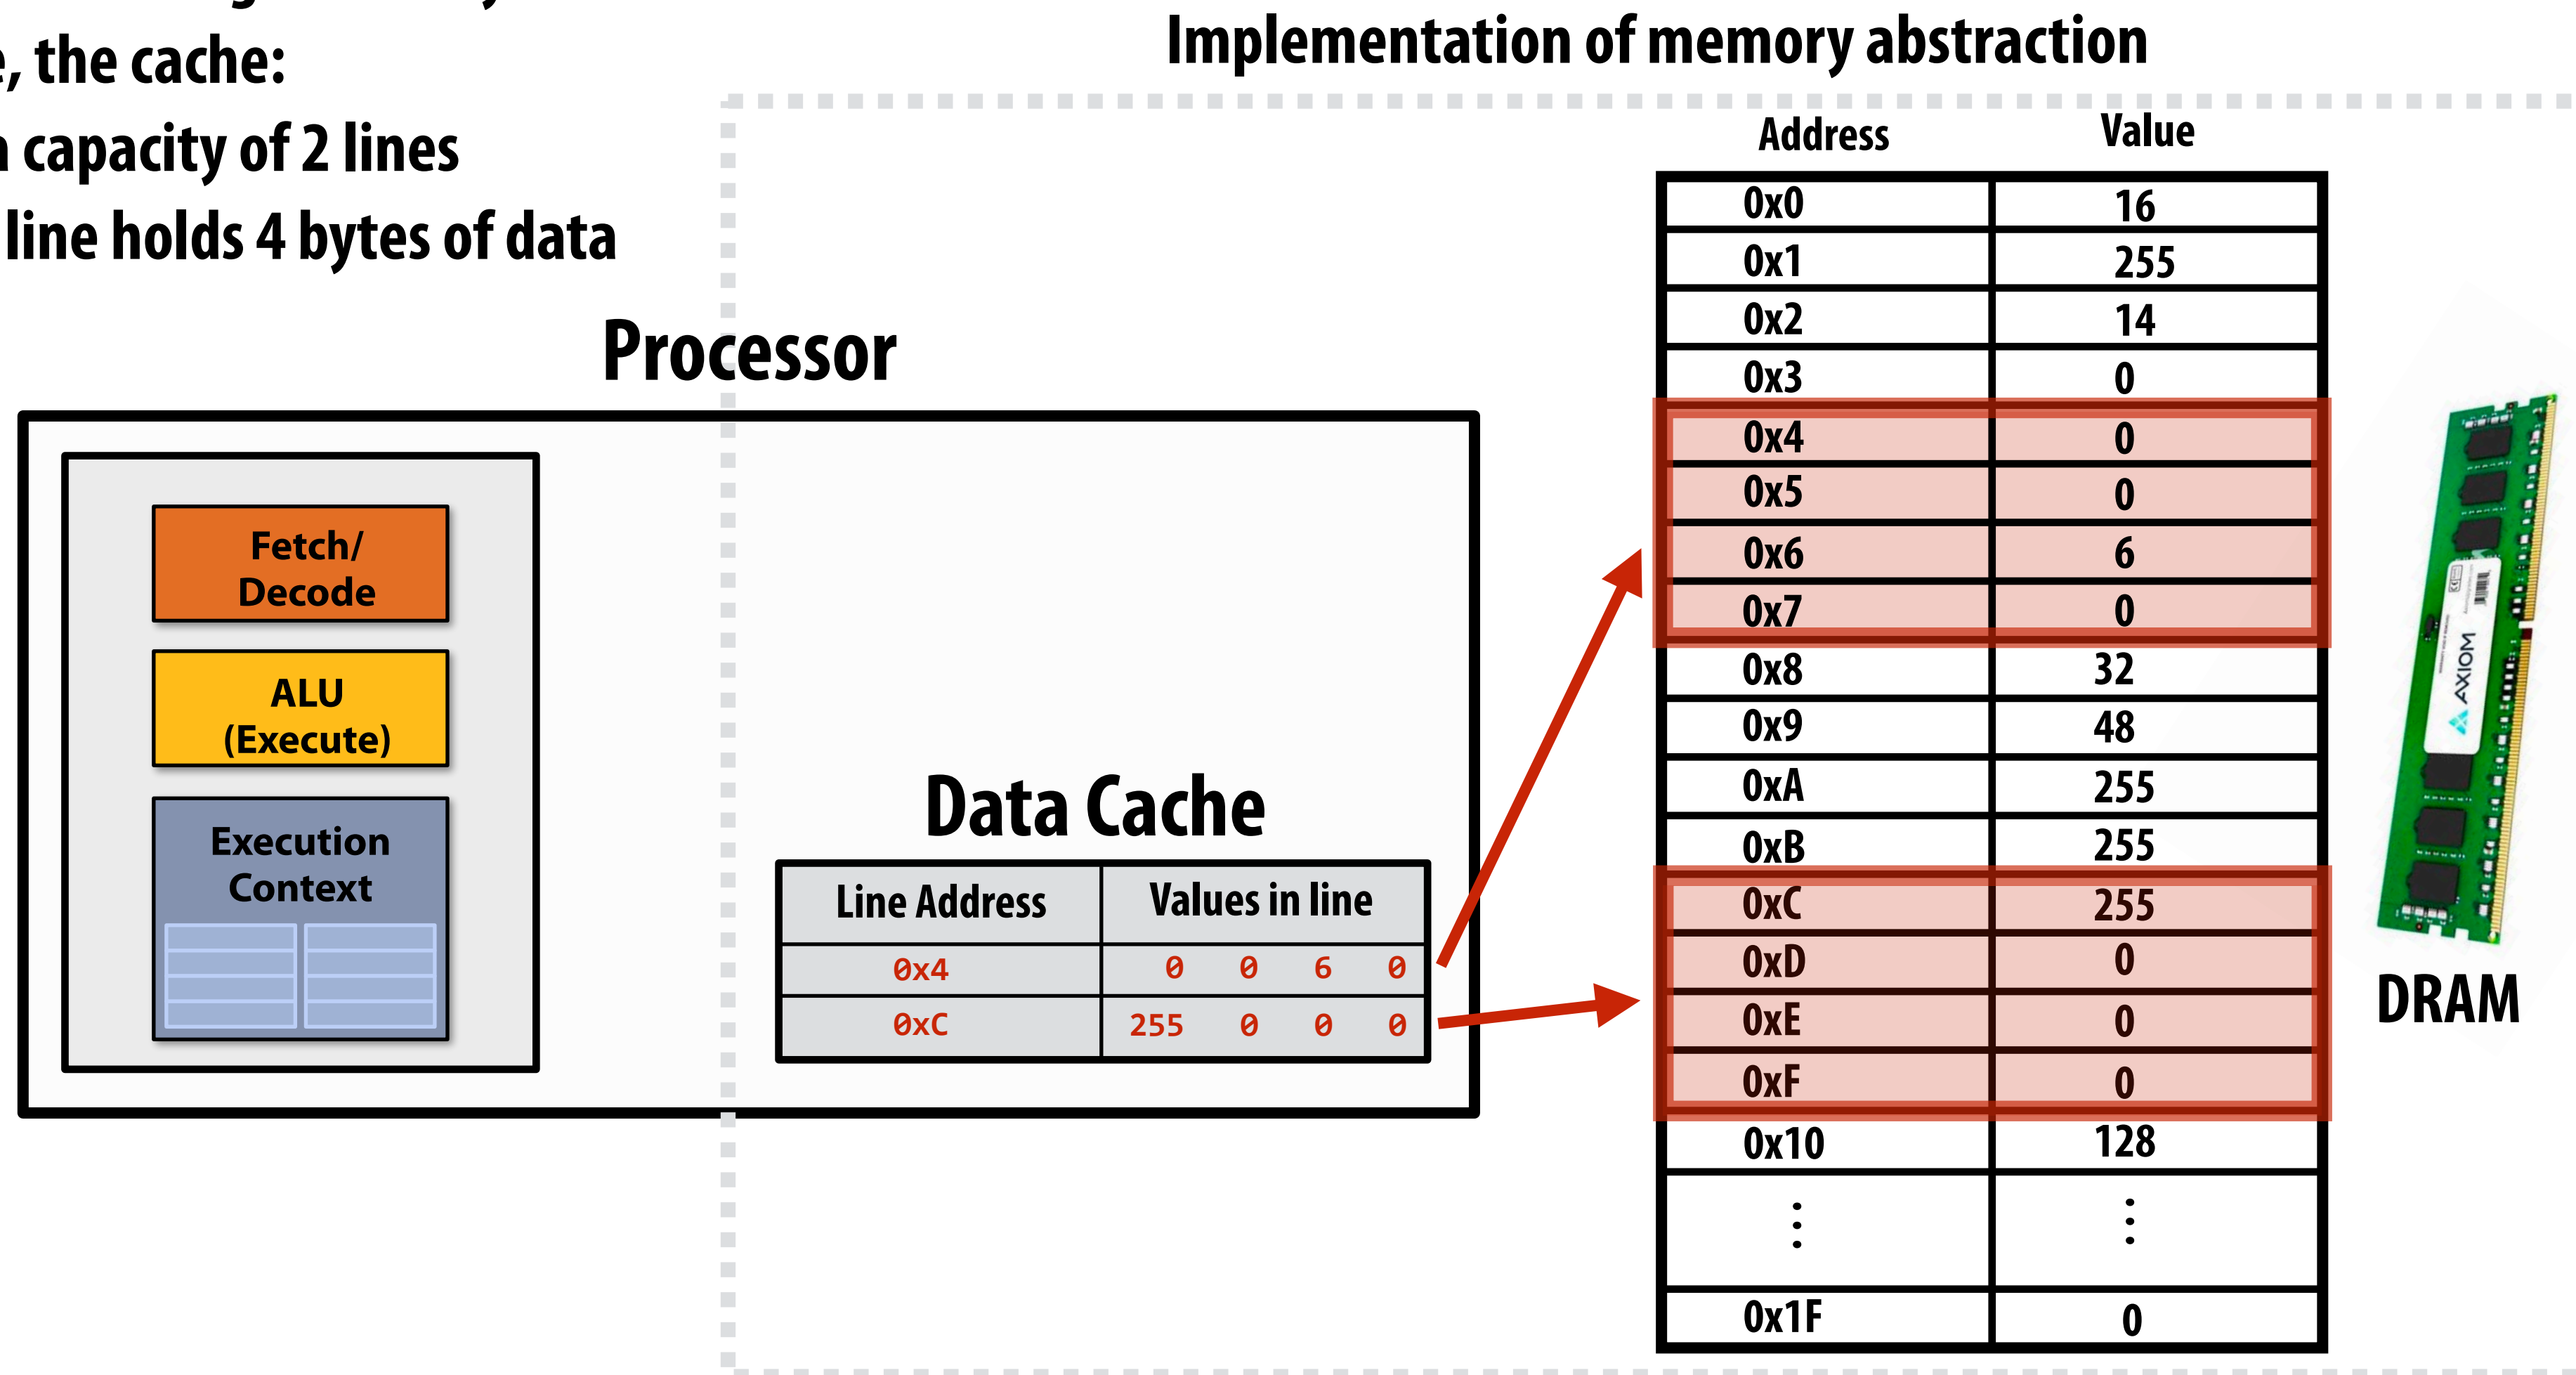 the cache:
capacity of 2 lines
line holds 4 bytes of data
Implementation of memory abstraction
Processor
Fetch/
Decode
ALU
(Execute)
Execution
Context
Data Cache
Line Address Values in line
0x4 0 0 6 0
0xC 255 0 0 0
Address Value
0x0 16
0x1 255
0x2 14
0x3 0
0x4 0
0x5 0
0x6 6
0x7 0
0x8 32
0x9 48
0xA 255
0xB 255
0xC 255
0xD 0
0xE 0
0xF 0
0x10 128
⋮ ⋮
0x1F 0
AXIOM
DRAM